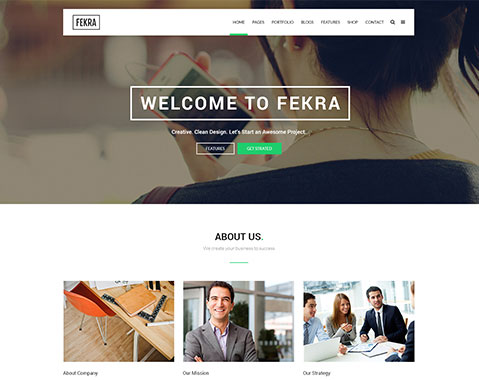 FEKRA
HOME PAGES PORTFOLIO BLOGS FEATURES SHOP CONTACT
WELCOME TO FEKRA
Creative. Clean Design. Let's Start an Awesome Project.
FEATURES GET STRATED
ABOUT US.
We create your business to success
About Company Our Mission Our Strategy